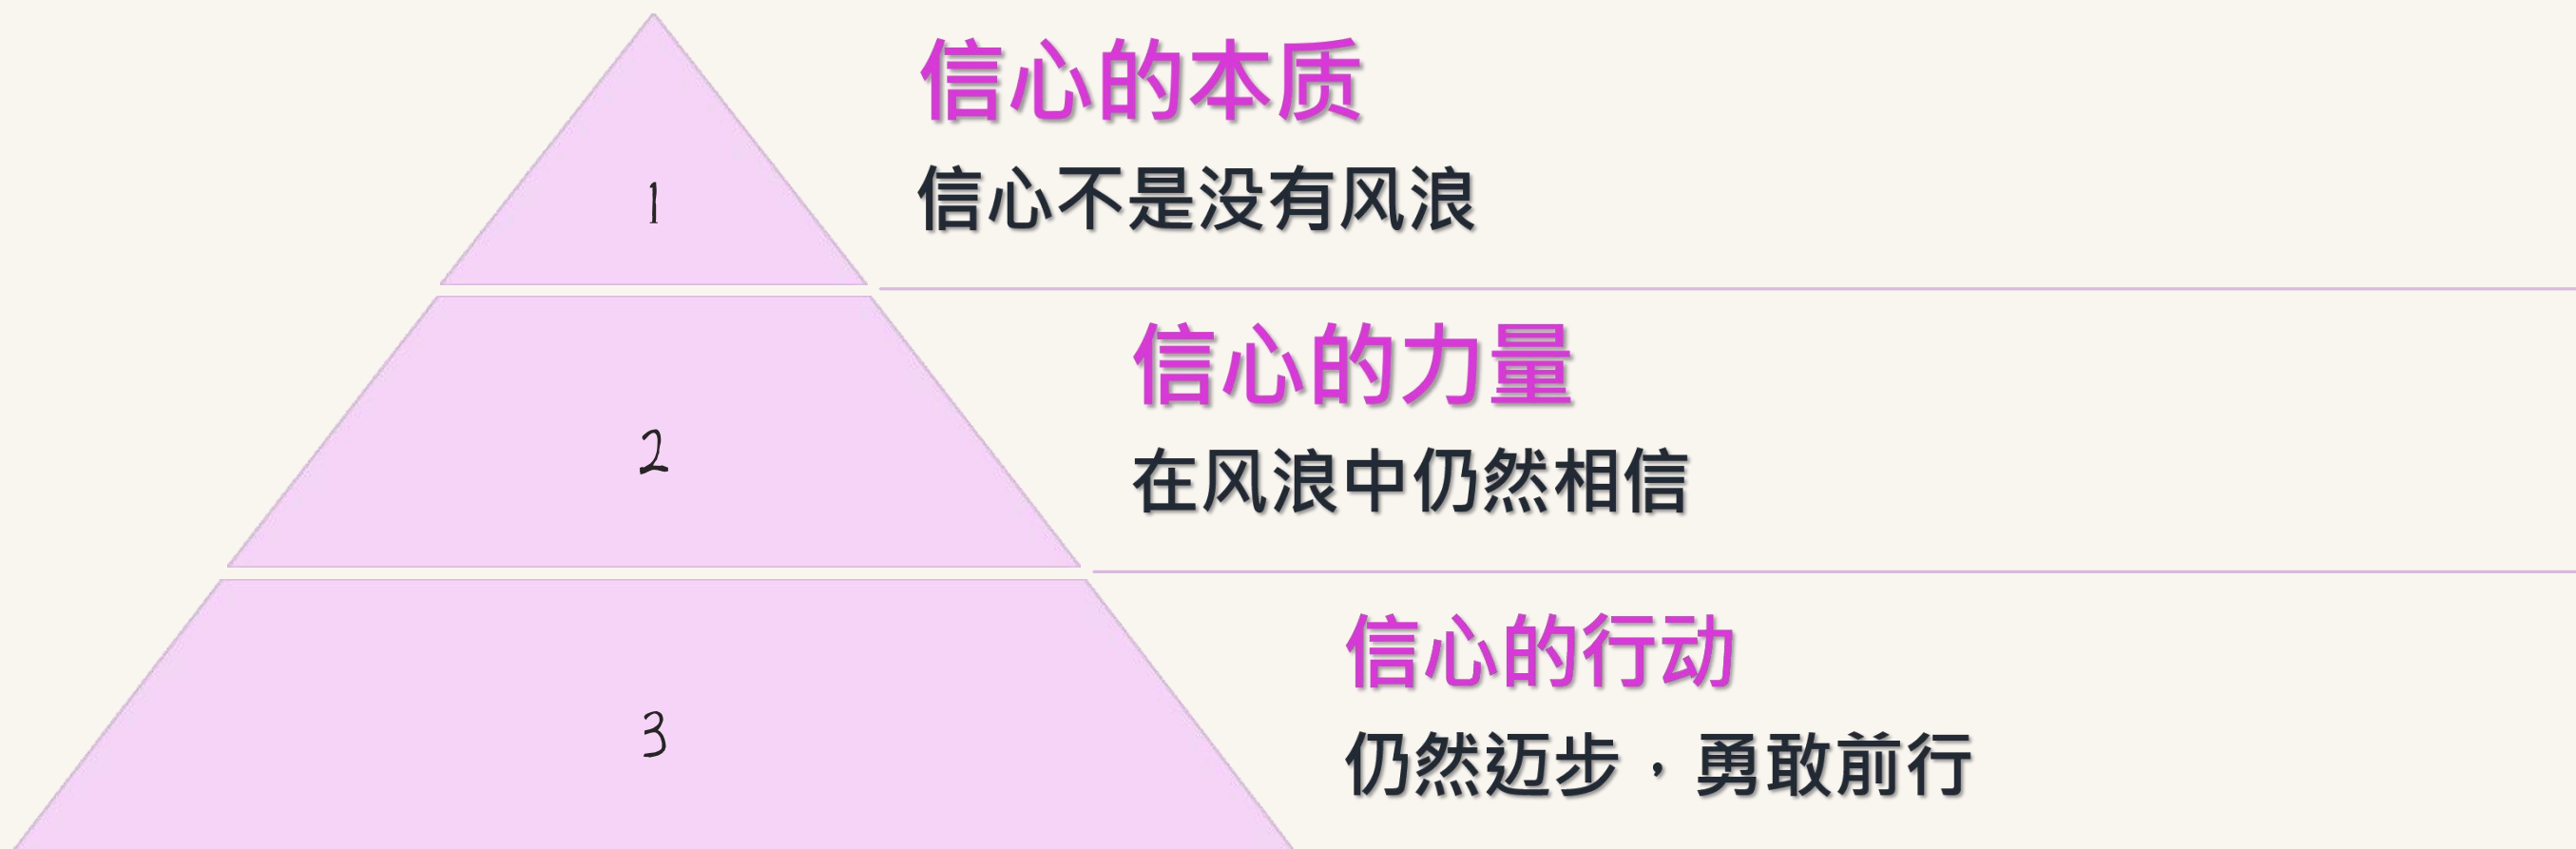 信心的本质
信心不是没有风浪
1
信心的力量
在风浪中仍然相信
2
信心的行动
仍然迈步，勇敢前行
3